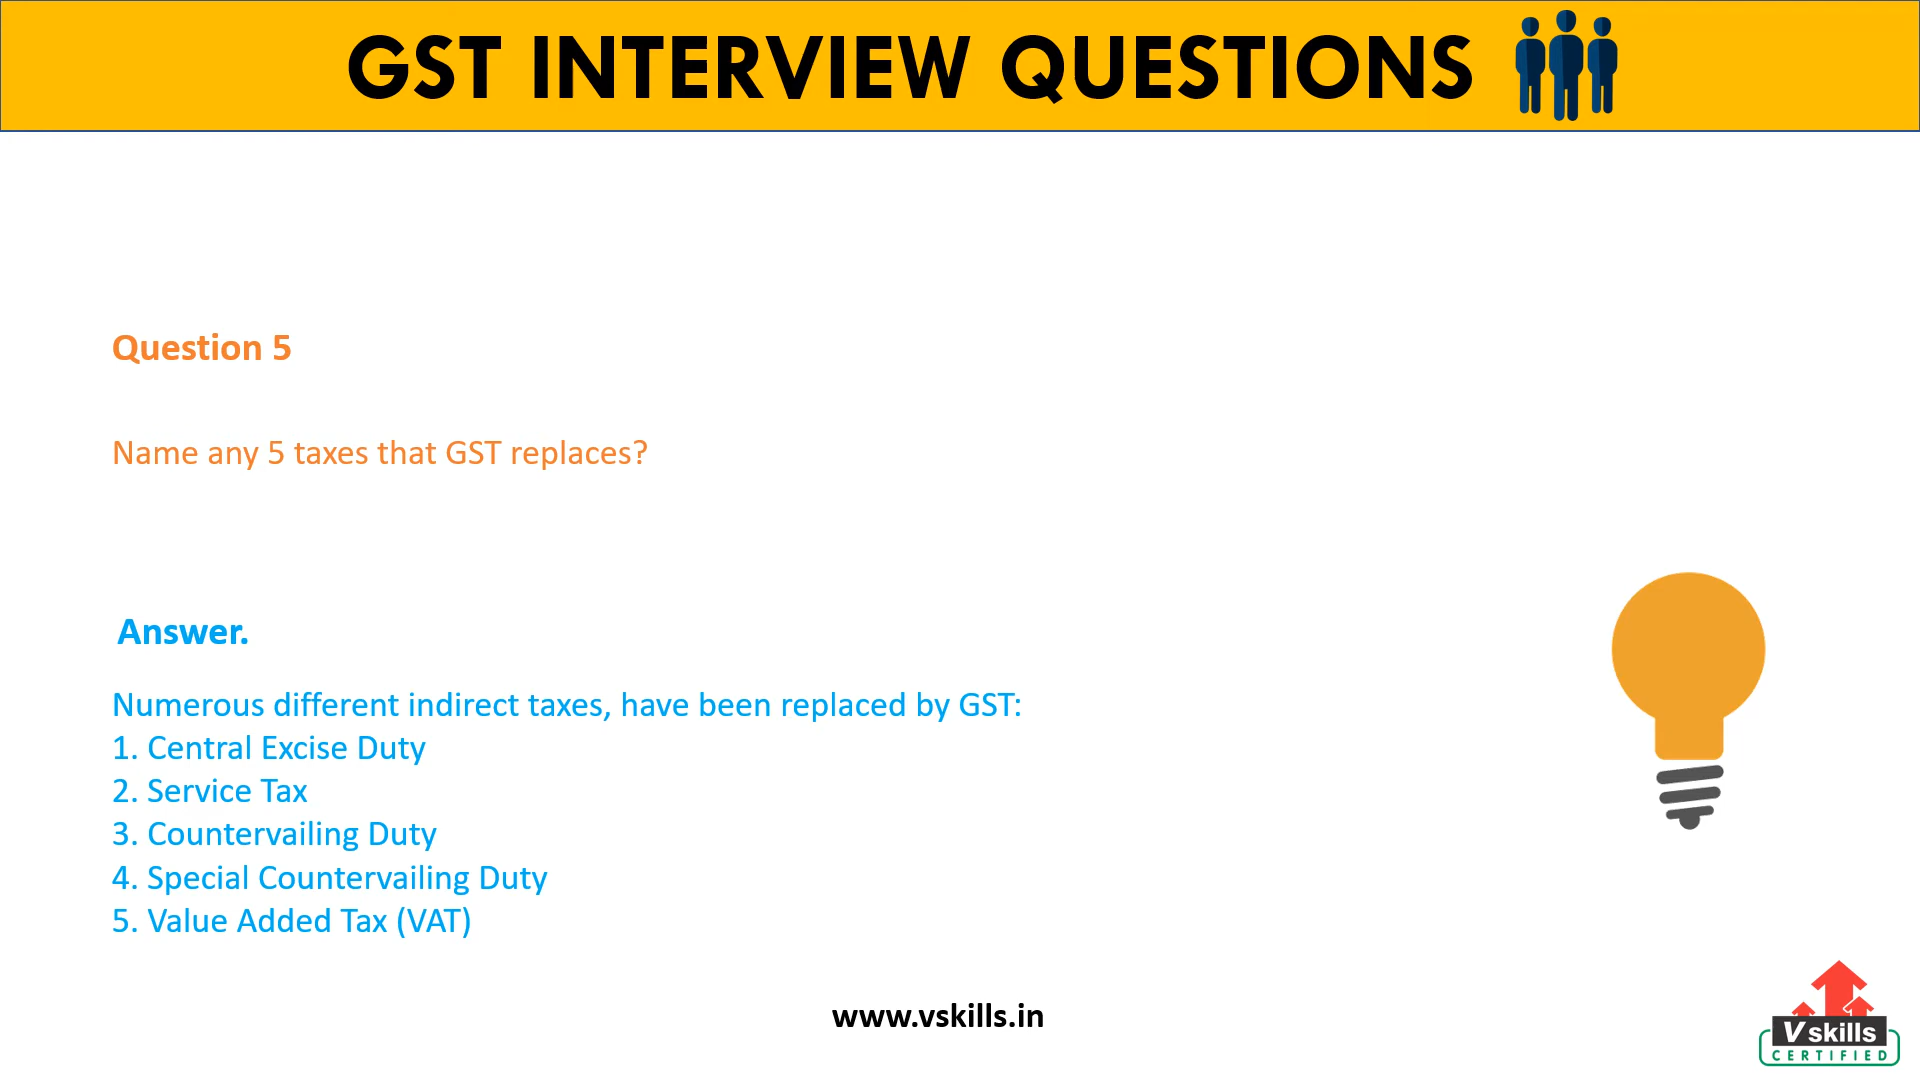 GST INTERVIEW QUESTIONS
Question 5
Name any 5 taxes that GST replaces?
Answer.
Numerous different indirect taxes, have been replaced by GST:
1. Central Excise Duty
2. Service Tax
3. Countervailing Duty
4. Special Countervailing Duty
5. Value Added Tax (VAT)
www.vskills.in
Vskills
CERTIFIED